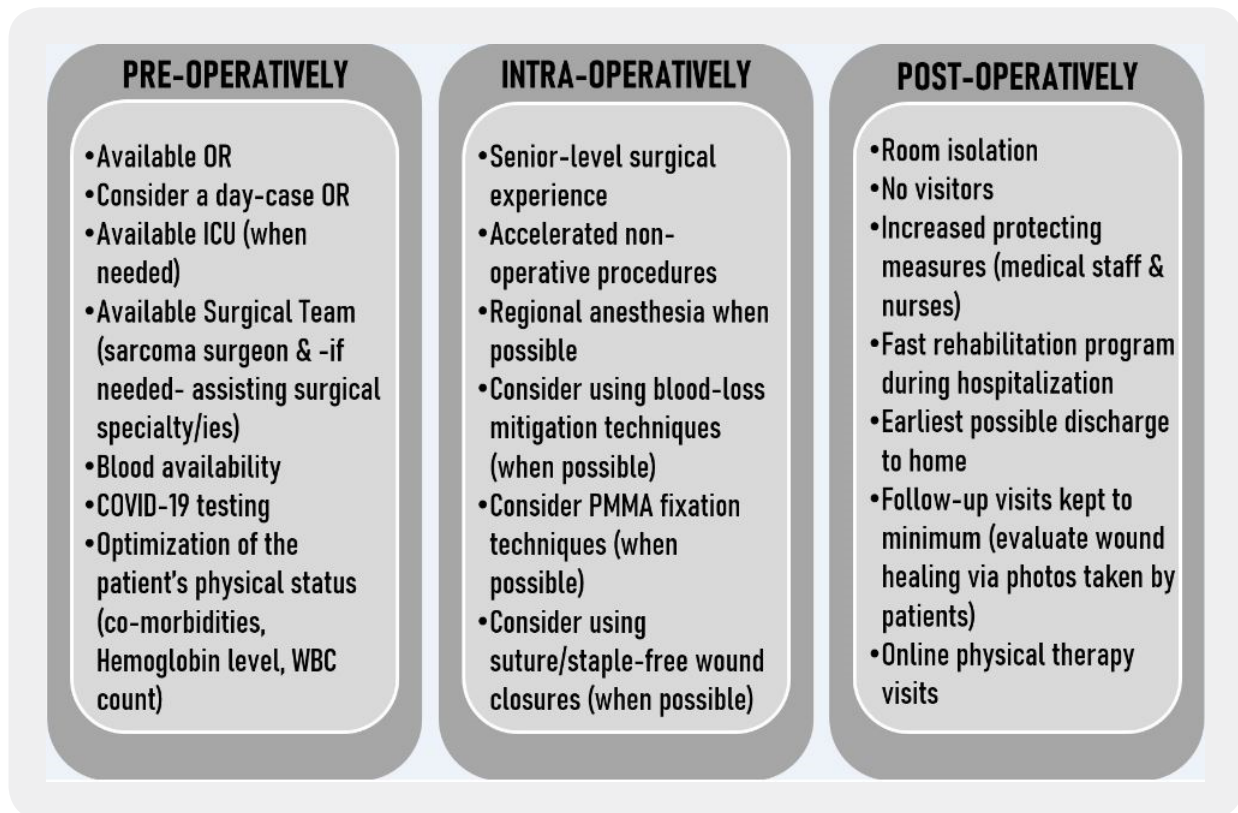 PRE-OPERATIVELY
•Available OR
•Consider a day-case OR
•Available ICU (when
needed)
•Available Surgical Team
(sarcoma surgeon & -if
needed- assisting surgical
specialty/ies)
•Blood availability
•COVID-19 testing
•Optimization of the
patient's physical status
(co-morbidities,
Hemoglobin level, WBC
count)
INTRA-OPERATIVELY
•Senior-level surgical
experience
•Accelerated non-
operative procedures
•Regional anesthesia when
possible
•Consider using blood-loss
mitigation techniques
(when possible)
•Consider PMMA fixation
techniques (when
possible)
•Consider using
suture/staple-free wound
closures (when possible)
POST-OPERATIVELY
•Room isolation
•No visitors
•Increased protecting
measures (medical staff &
nurses)
•Fast rehabilitation program
during hospitalization
•Earliest possible discharge
to home
•Follow-up visits kept to
minimum (evaluate wound
healing via photos taken by
patients)
•Online physical therapy
visits